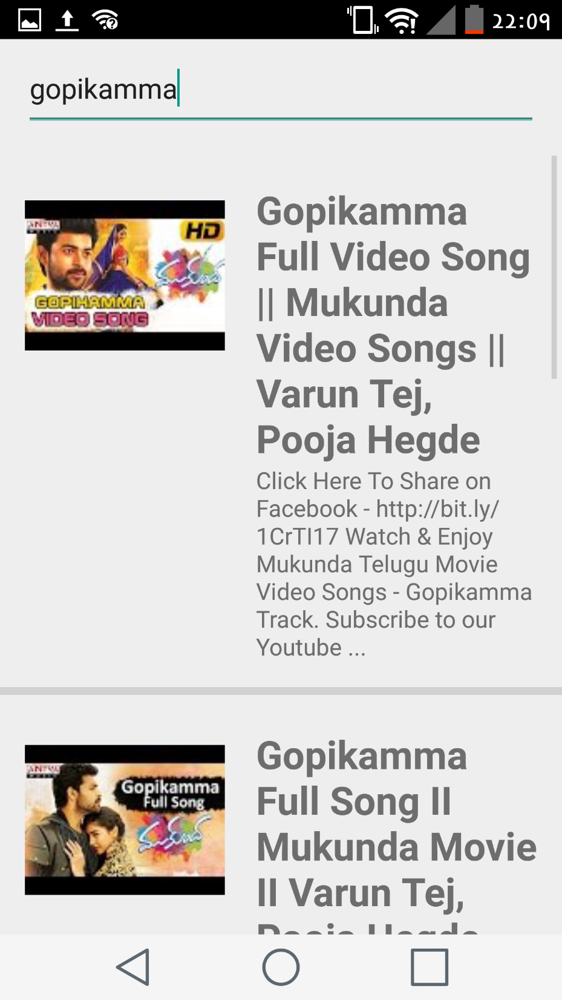 22:09
gopikamma
Gopikamma
Full Video Song
|| Mukunda
Video Songs ||
Varun Tej,
Pooja Hegde
Click Here To Share on
Facebook - http://bit.ly/
1CrTI17 Watch & Enjoy
Mukunda Telugu Movie
Video Songs - Gopikamma
Track. Subscribe to our
Youtube ...
HD
ముకుంద
GOPIKAMMA
VIDEO SONG
Gopikamma
Full Song II
Mukunda Movie
II Varun Tej,
Pooja Hegde
Gopikamma
Full Song
ముకుంద